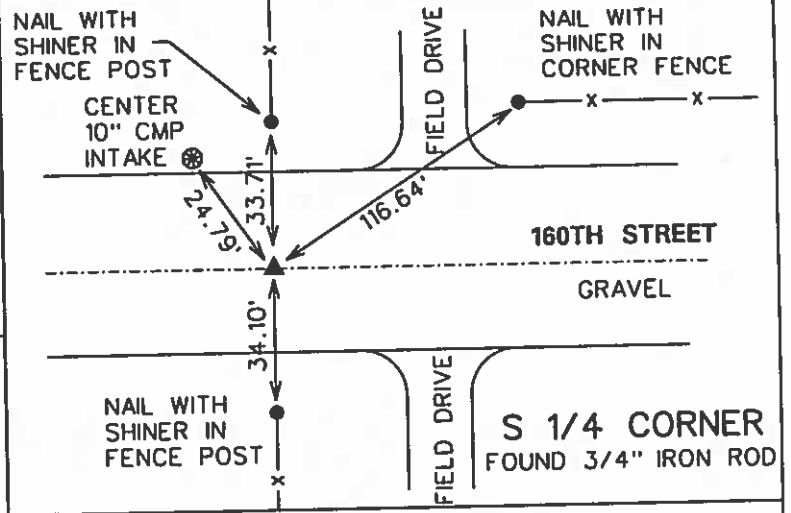 NAIL WITH
SHINER IN
FENCE POST
NAIL WITH
SHINER IN
CORNER FENCE
CENTER
10" CMP
INTAKE
FIELD DRIVE
x
x
x
24.79'
33.71'
116.64'
160TH STREET
GRAVEL
34.10'
NAIL WITH
SHINER IN
FENCE POST
x
FIELD DRIVE
S 1/4 CORNER
FOUND 3/4" IRON ROD